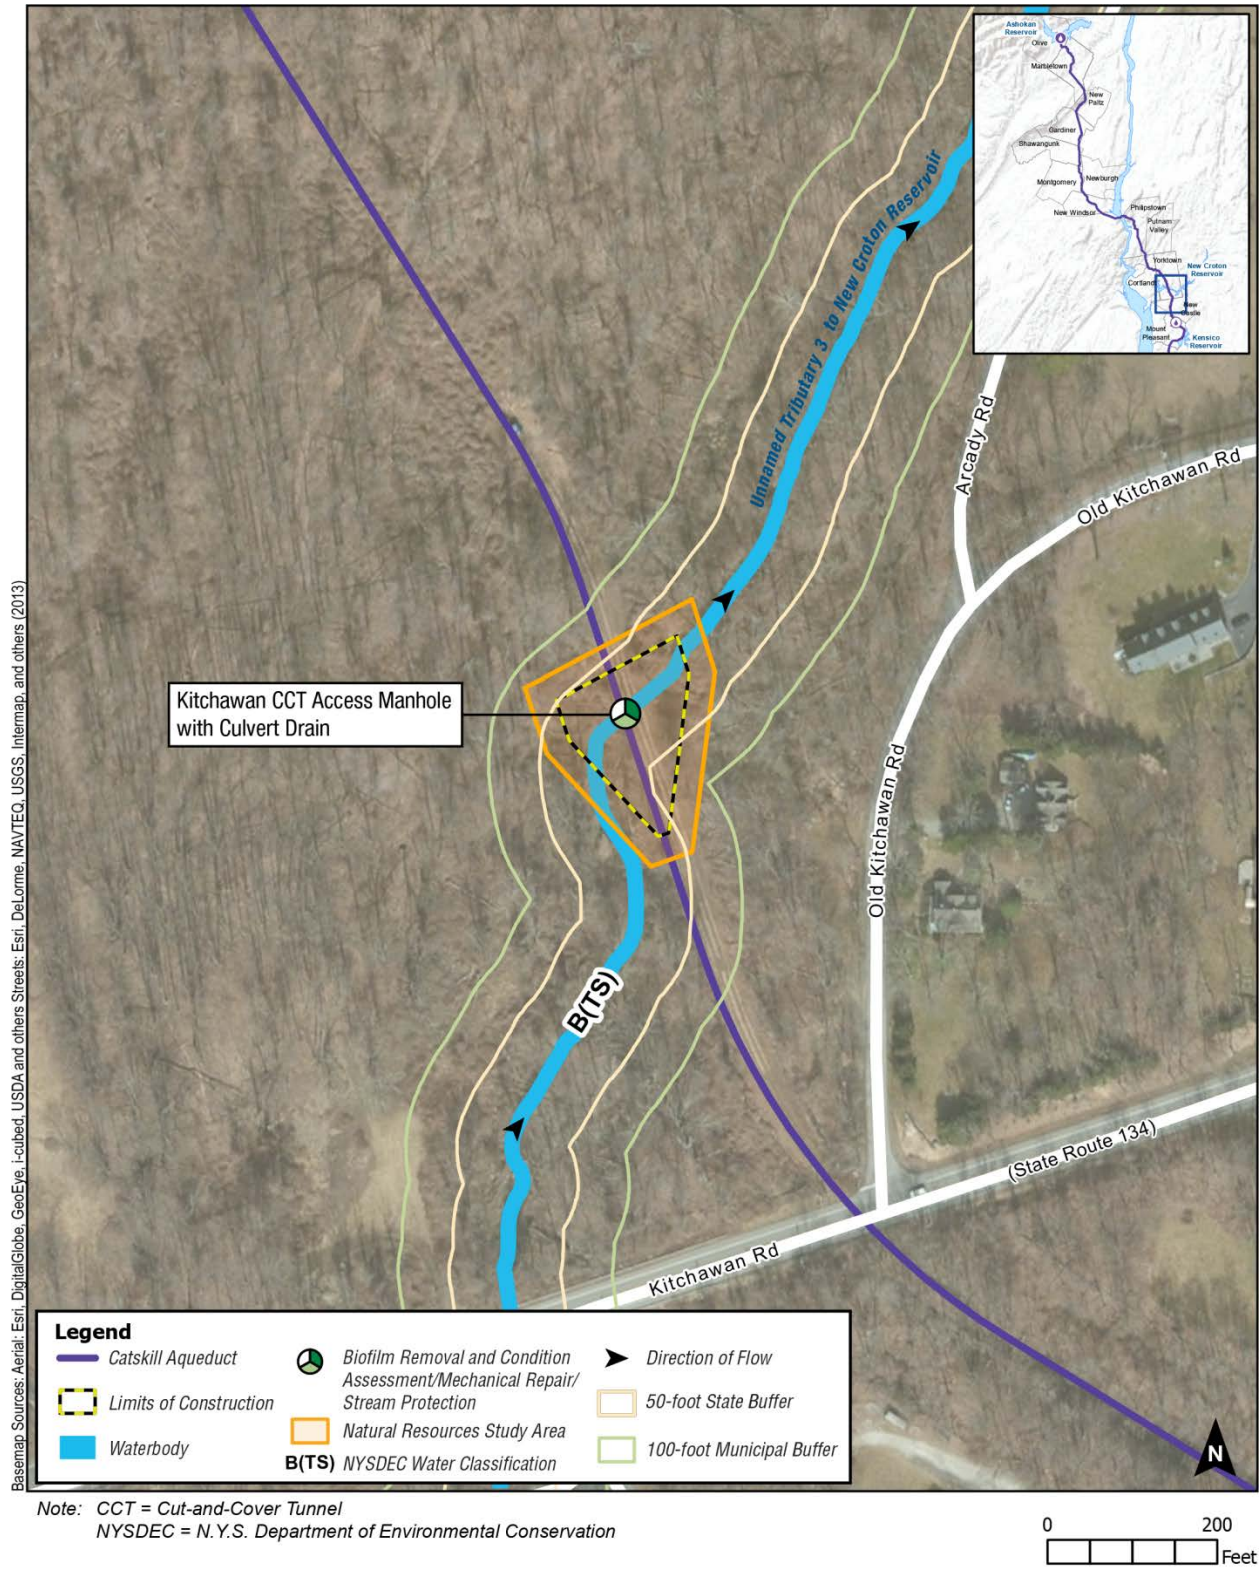 Ashokan
Reservoir
Olive
Marbletown
New
Paltz
Gardiner
Shawangunk
Montgomery
Newburgh
New Windsor
Philipstown
Putnam
Valley
Yorktown
New Croton
Reservoir
Cortlandt
New
Castle
Mount
Pleasant
Kensico
Reservoir
Unnamed Tributary 3 to New Croton Reservoir
Arcady Rd
Old Kitchawan Rd
Kitchawan CCT Access Manhole
with Culvert Drain
Old Kitchawan Rd
B(TS)
(State Route 134)
Kitchawan Rd
Basemap Sources: Aerial: Esri, DigitalGlobe, GeoEye, i-cubed, USDA and others Streets: Esri, DeLorme, NAVTEQ, USGS, Intermap, and others (2013)
Legend
Catskill Aqueduct
Limits of Construction
Waterbody
Biofilm Removal and Condition
Assessment/Mechanical Repair/
Stream Protection
Natural Resources Study Area
B(TS) NYSDEC Water Classification
Direction of Flow
50-foot State Buffer
100-foot Municipal Buffer
N
Note: CCT = Cut-and-Cover Tunnel
NYSDEC = N.Y.S. Department of Environmental Conservation
0 200
Feet